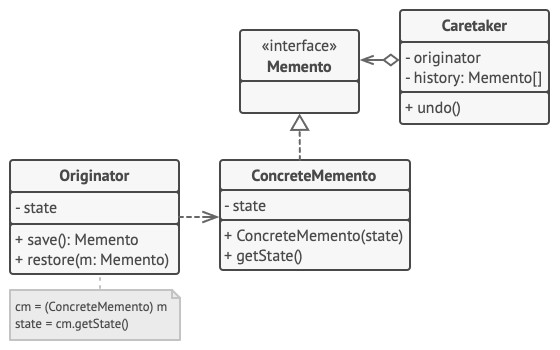 Caretaker
- originator
- history: Memento[]
+ undo()
«interface»
Memento
Originator
- state
+ save(): Memento
+ restore(m: Memento)
ConcreteMemento
- state
+ ConcreteMemento(state)
+ getState()
cm = (ConcreteMemento) m
state = cm.getState()